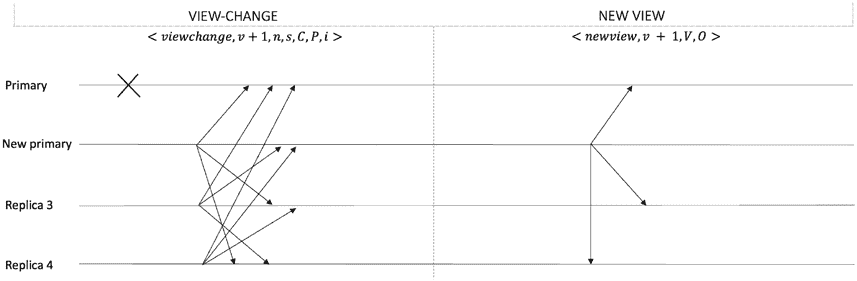 VIEW-CHANGE
NEW VIEW
< viewchange, v + 1, n, s, C, P, i >
< newview, v + 1, V, O >
Primary
New primary
Replica 3
Replica 4